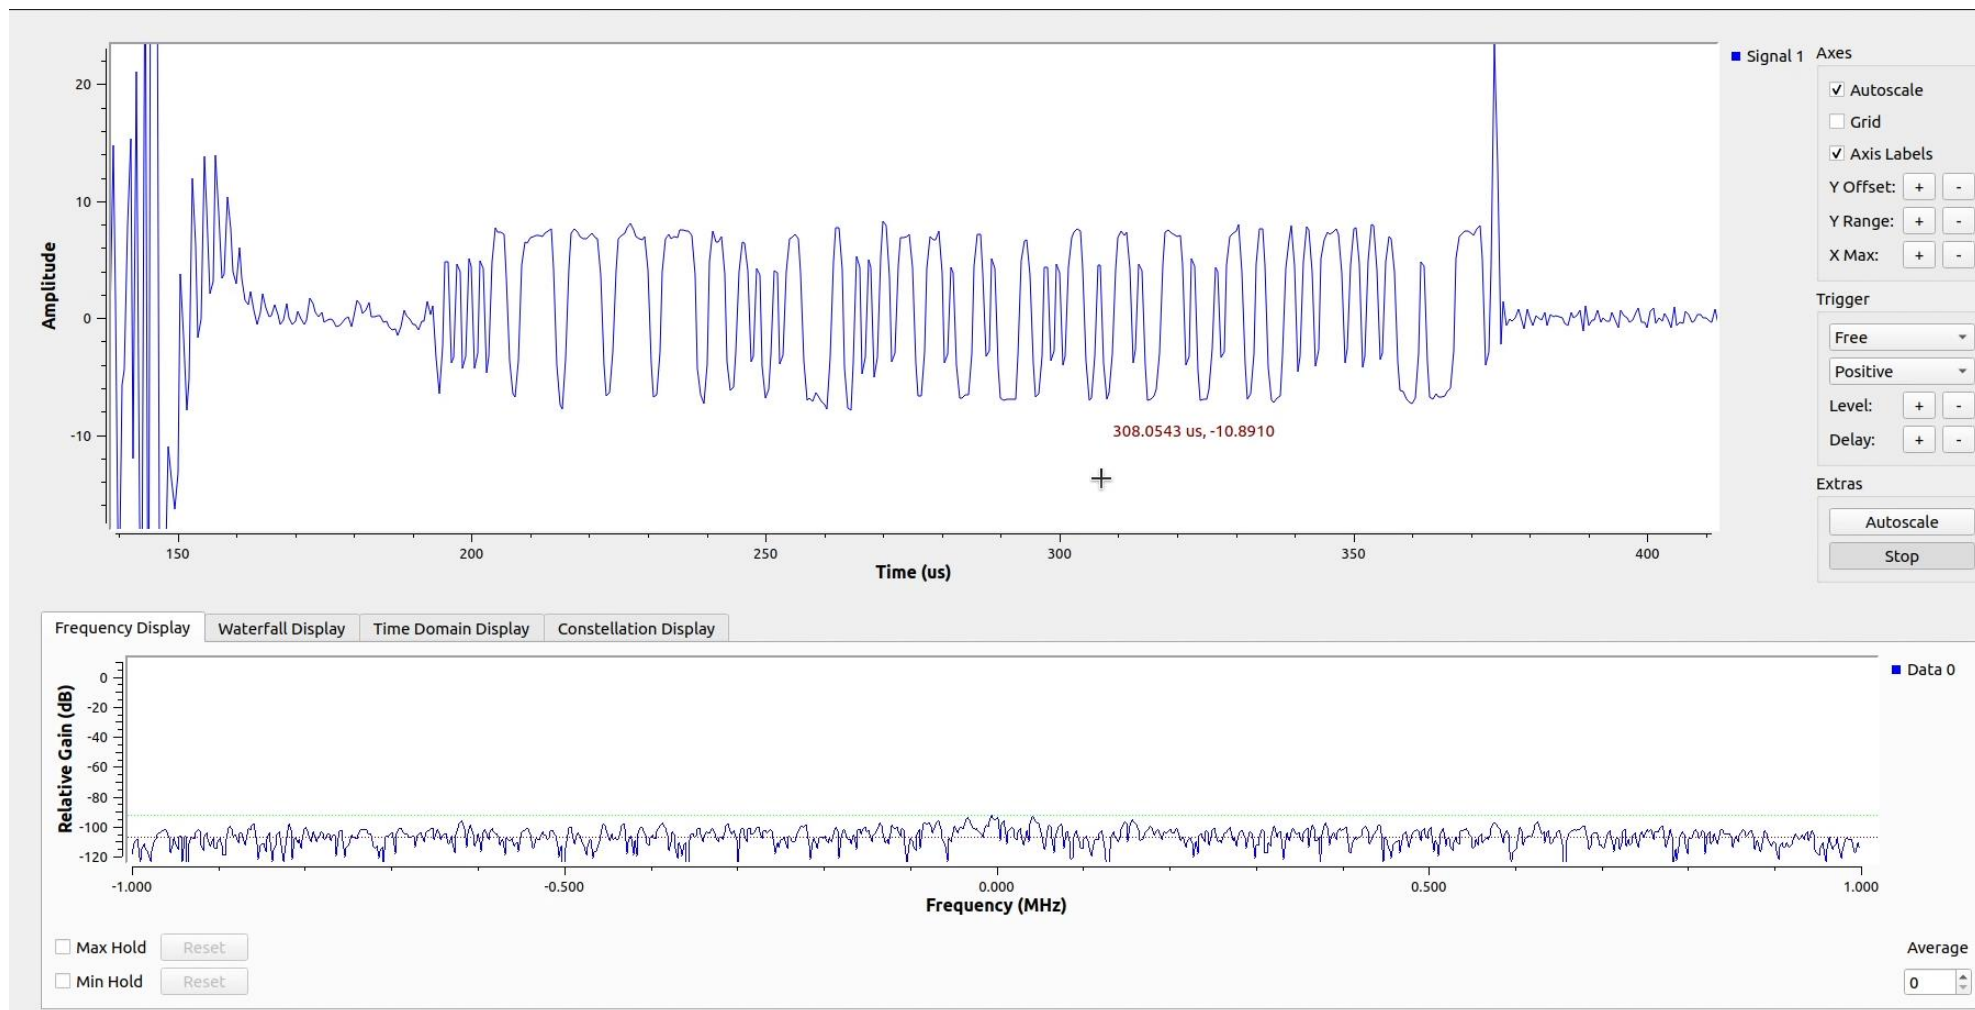 Signal 1
Axes
Autoscale
Grid
Axis Labels
Y Offset: + -
Y Range: + -
X Max: + -
Trigger
Free
Positive
Level: + -
Delay: + -
Extras
Autoscale
Stop
Amplitude
20
10
0
-10
308.0543 us, -10.8910
150 200 250 300 350 400
Time (us)
Frequency Display Waterfall Display Time Domain Display Constellation Display
Data 0
Relative Gain (dB)
0
-20
-40
-60
-80
-100
-120
-1.000 -0.500 0.000 0.500 1.000
Frequency (MHz)
Max Hold Reset
Min Hold Reset
Average
0